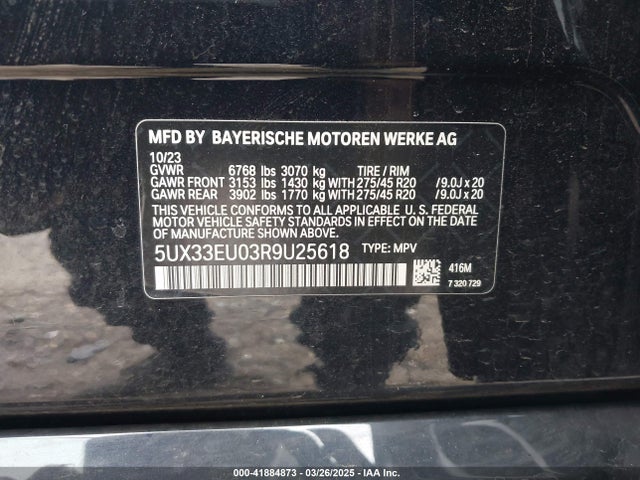 MFD BY BAYERISCHE MOTOREN WERKE AG
10/23
GVWR 6768 lbs 3070 kg TIRE / RIM
GAWR FRONT 3153 lbs 1430 kg WITH 275/45 R20 /9.0J x 20
GAWR REAR 3902 lbs 1770 kg WITH 275/45 R20 /9.0J x 20
THIS VEHICLE CONFORMS TO ALL APPLICABLE U. S. FEDERAL
MOTOR VEHICLE SAFETY STANDARDS IN EFFECT ON THE DATE
OF MANUFACTURE SHOWN ABOVE.
5UX33EU03R9U25618 TYPE: MPV
416M
7 320 729
000-41884873 • 03/26/2025 • IAA Inc.